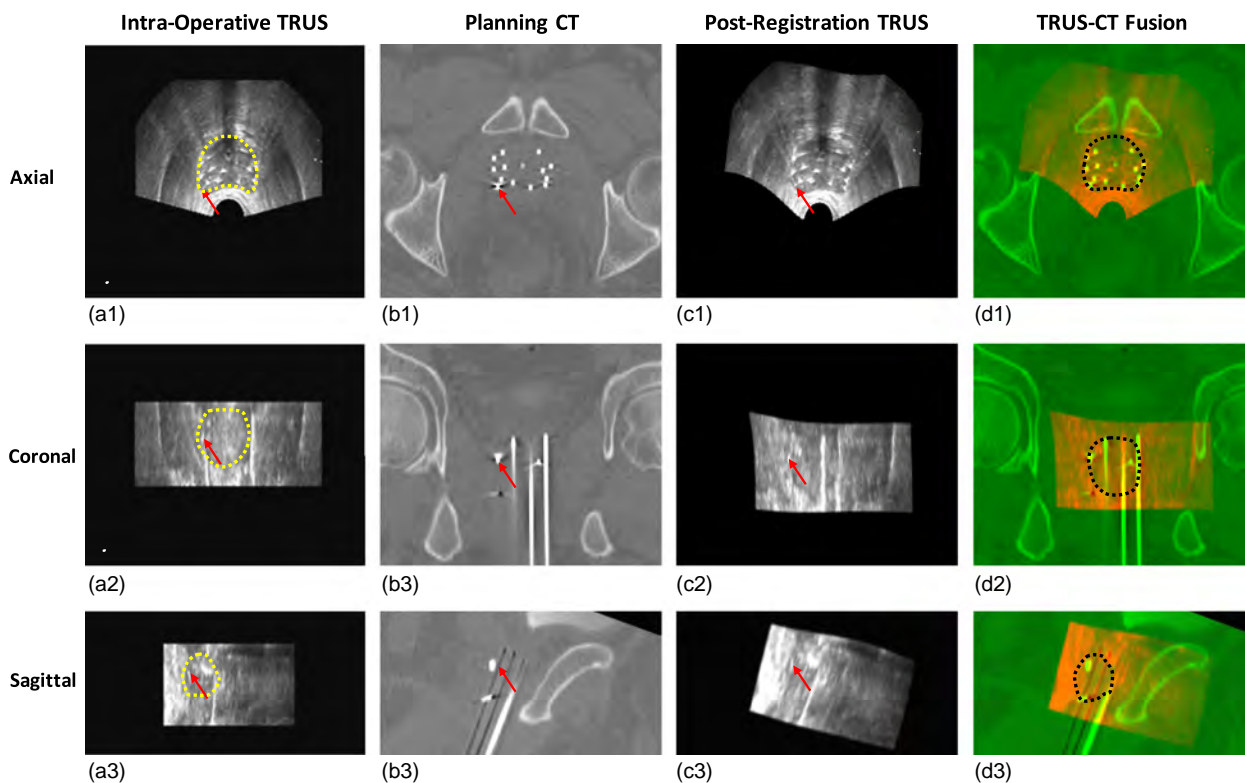 Intra-Operative TRUS Planning CT Post-Registration TRUS TRUS-CT Fusion
Axial
(a1) (b1) (c1) (d1)
Coronal
(a2) (b3) (c2) (d2)
Sagittal
(a3) (b3) (c3) (d3)